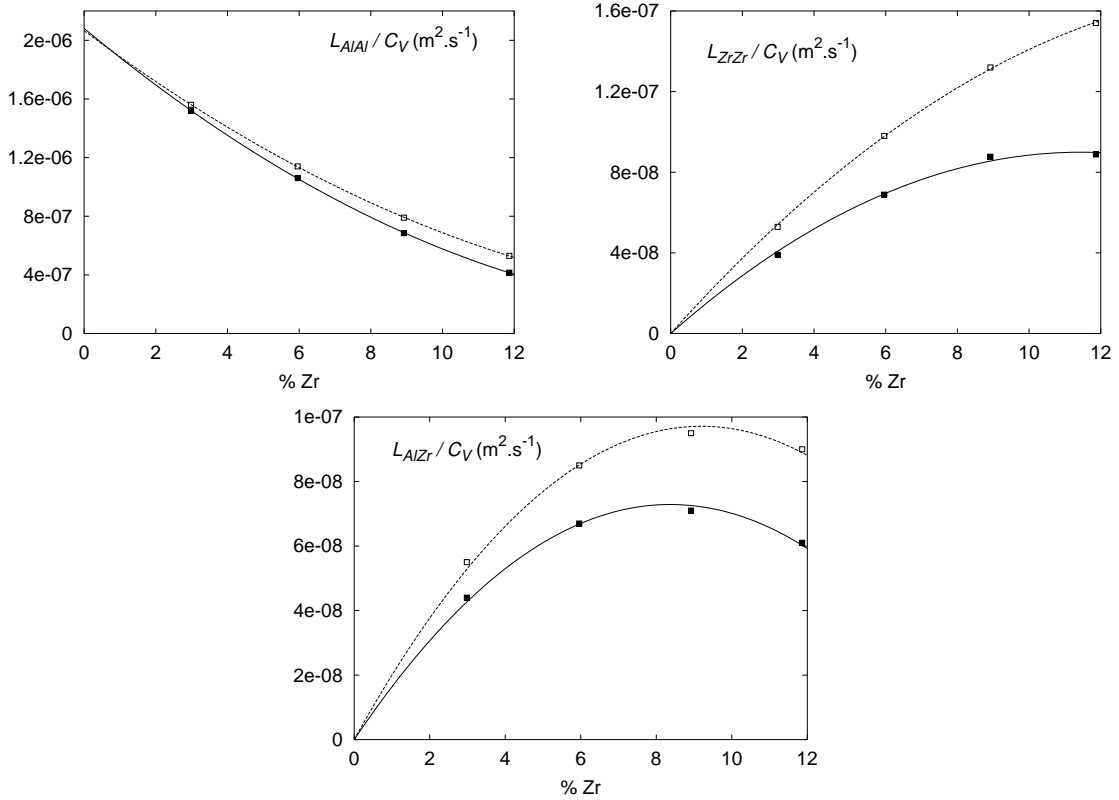 L_AlAl / C_V (m².s⁻¹)
2e-06
1.6e-06
1.2e-06
8e-07
4e-07
0
0 2 4 6 8 10 12
% Zr
L_ZrZr / C_V (m².s⁻¹)
1.6e-07
1.2e-07
8e-08
4e-08
0
0 2 4 6 8 10 12
% Zr
L_AlZr / C_V (m².s⁻¹)
1e-07
8e-08
6e-08
4e-08
2e-08
0
0 2 4 6 8 10 12
% Zr